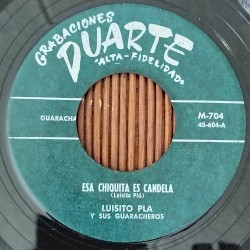 GRABACIONES
DUARTE
"ALTA-FIDELIDAD"
GUARACHA
M-704
45-604-A
ESA CHIQUITA ES CANDELA
(Luisito Plá)
LUISITO PLA
Y SUS GUARACHEROS